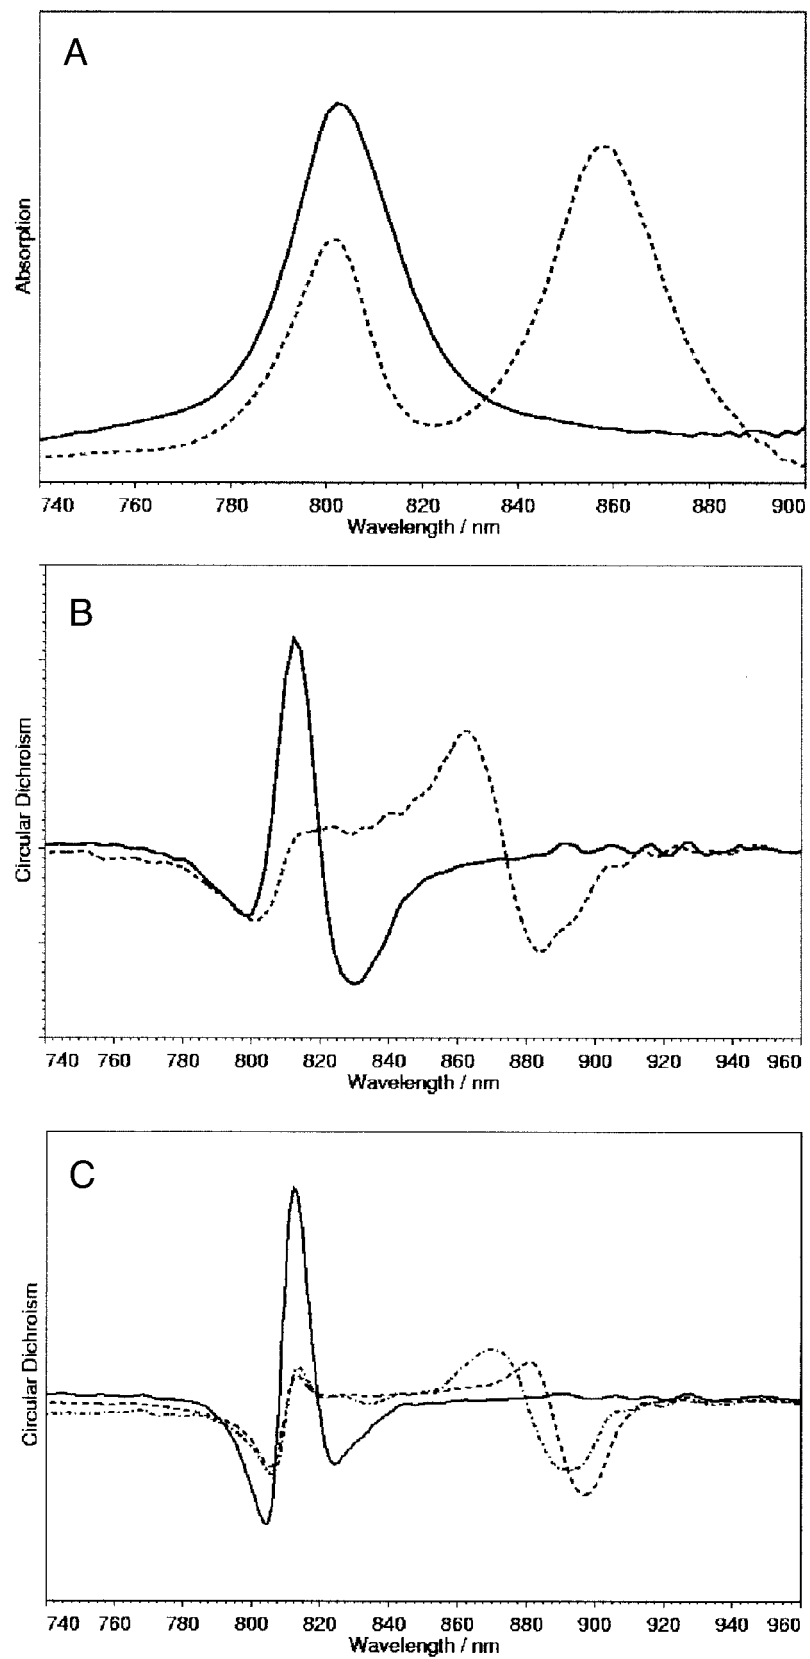 A
Absorption
740 760 780 800 820 840 860 880 900
Wavelength / nm
B
Circular Dichroism
740 760 780 800 820 840 860 880 900 920 940 960
Wavelength / nm
C
Circular Dichroism
740 760 780 800 820 840 860 880 900 920 940 960
Wavelength / nm